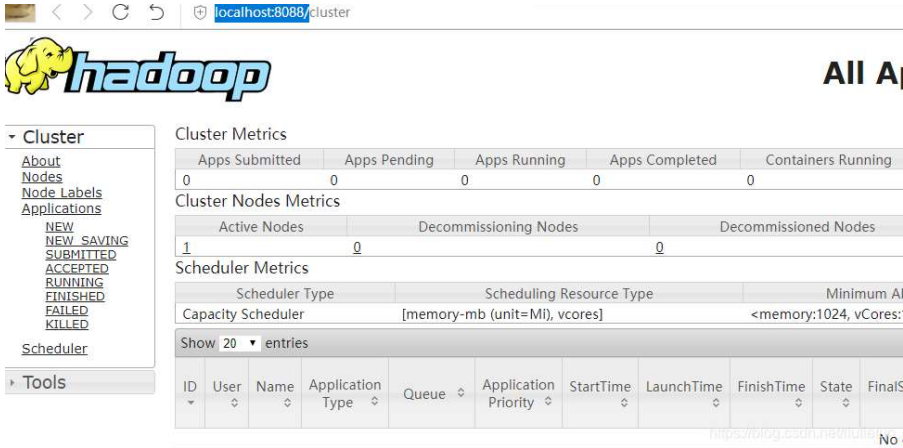 localhost:8088/cluster
hadoop
All Ap
Cluster
About
Nodes
Node Labels
Applications
NEW
NEW_SAVING
SUBMITTED
ACCEPTED
RUNNING
FINISHED
FAILED
KILLED
Scheduler
Tools
Cluster Metrics
Apps Submitted Apps Pending Apps Running Apps Completed Containers Running
0 0 0 0 0
Cluster Nodes Metrics
Active Nodes Decommissioning Nodes Decommissioned Nodes
1 0 0
Scheduler Metrics
Scheduler Type Scheduling Resource Type Minimum Al
Capacity Scheduler [memory-mb (unit=Mi), vcores] <memory:1024, vCores:
Show 20 entries
ID User Name Application Type Queue Application Priority StartTime LaunchTime FinishTime State FinalS
No